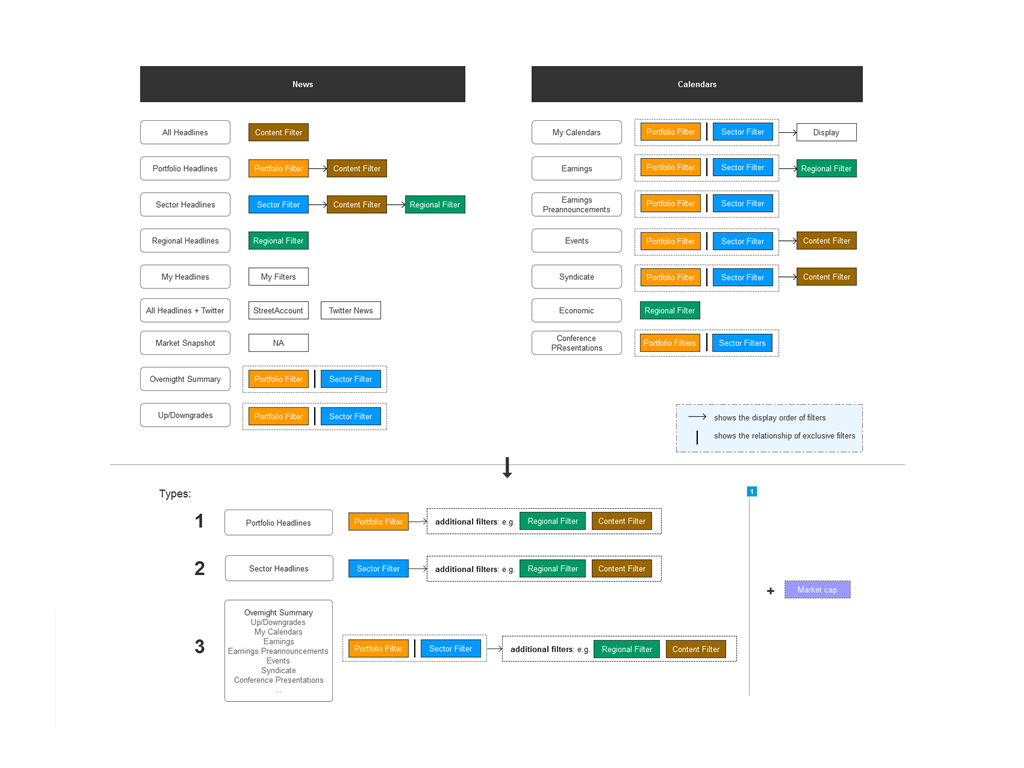 News
All Headlines
Content Filter
Portfolio Headlines
Portfolio Filter
Content Filter
Sector Headlines
Sector Filter
Content Filter
Regional Filter
Regional Headlines
Regional Filter
My Headlines
My Filters
All Headlines + Twitter
StreetAccount
Twitter News
Market Snapshot
NA
Overnigtht Summary
Portfolio Filter
Sector Filter
Up/Downgrades
Portfolio Filter
Sector Filter
Calendars
My Calendars
Portfolio Filter
Sector Filter
Display
Earnings
Portfolio Filter
Sector Filter
Regional Filter
Earnings
Preannouncements
Portfolio Filter
Sector Filter
Events
Portfolio Filter
Sector Filter
Content Filter
Syndicate
Portfolio Filter
Sector Filter
Content Filter
Economic
Regional Filter
Conference
PResentations
Portfolio Filters
Sector Filters
shows the display order of filters
shows the relationship of exclusive filters
Types:
1
Portfolio Headlines
Portfolio Filter
additional filters: e.g.
Regional Filter
Content Filter
2
Sector Headlines
Sector Filter
additional filters: e.g.
Regional Filter
Content Filter
3
Overnight Summary
Up/Downgrades
My Calendars
Earnings
Earnings Preannouncements
Events
Syndicate
Conference Presentations
...
Portfolio Filter
Sector Filter
additional filters: e.g.
Regional Filter
Content Filter
1
+
Market cap